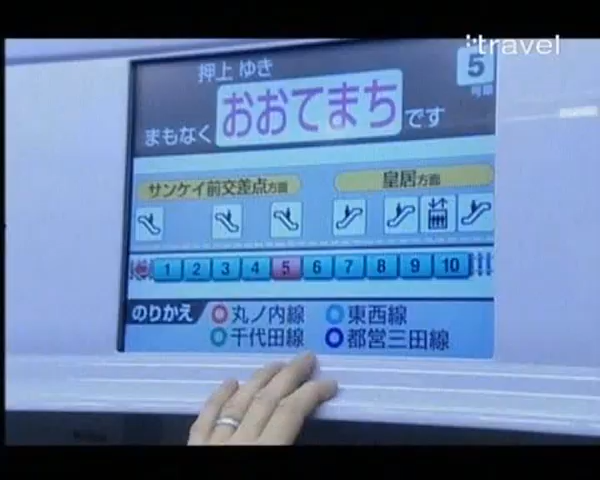 travel
押上 ゆき
5
号車
まもなく おおてまち です
サンケイ前交差点方面 皇居方面
1 2 3 4 5 6 7 8 9 10
のりかえ 丸ノ内線 東西線
千代田線 都営三田線